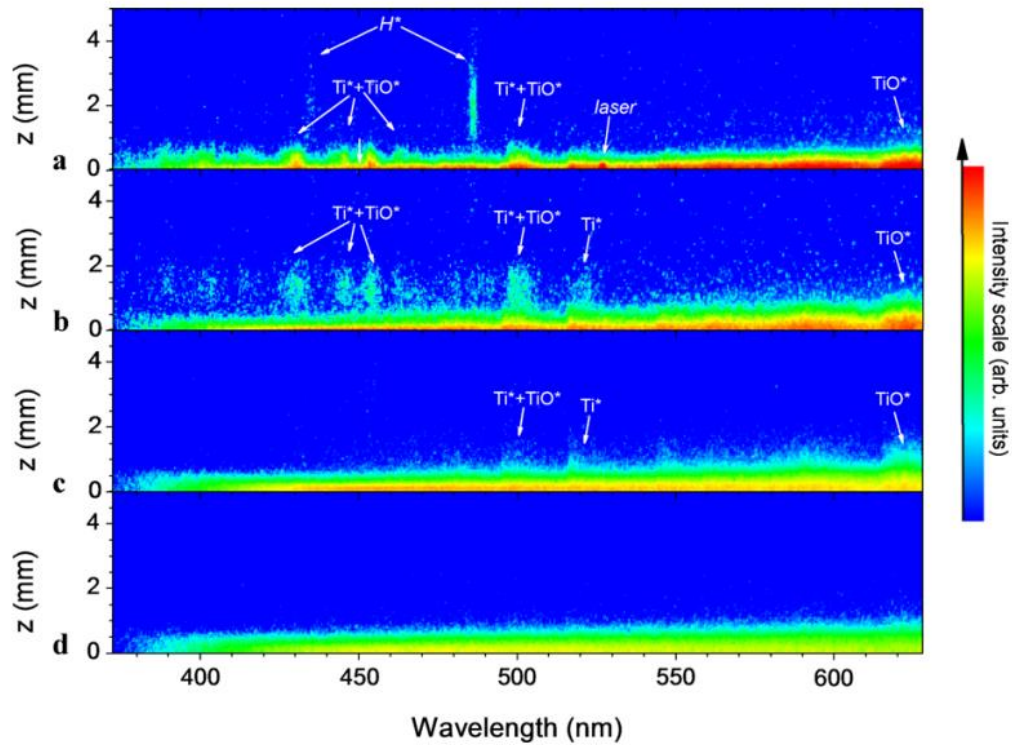 H*
Ti*+TiO*
Ti*+TiO*
laser
TiO*
z (mm)
4
2
0
a
Ti*+TiO*
Ti*+TiO*
Ti*
TiO*
z (mm)
4
2
0
b
Ti*+TiO*
Ti*
TiO*
z (mm)
4
2
0
c
z (mm)
4
2
0
d
400
450
500
550
600
Wavelength (nm)
Intensity scale (arb. units)